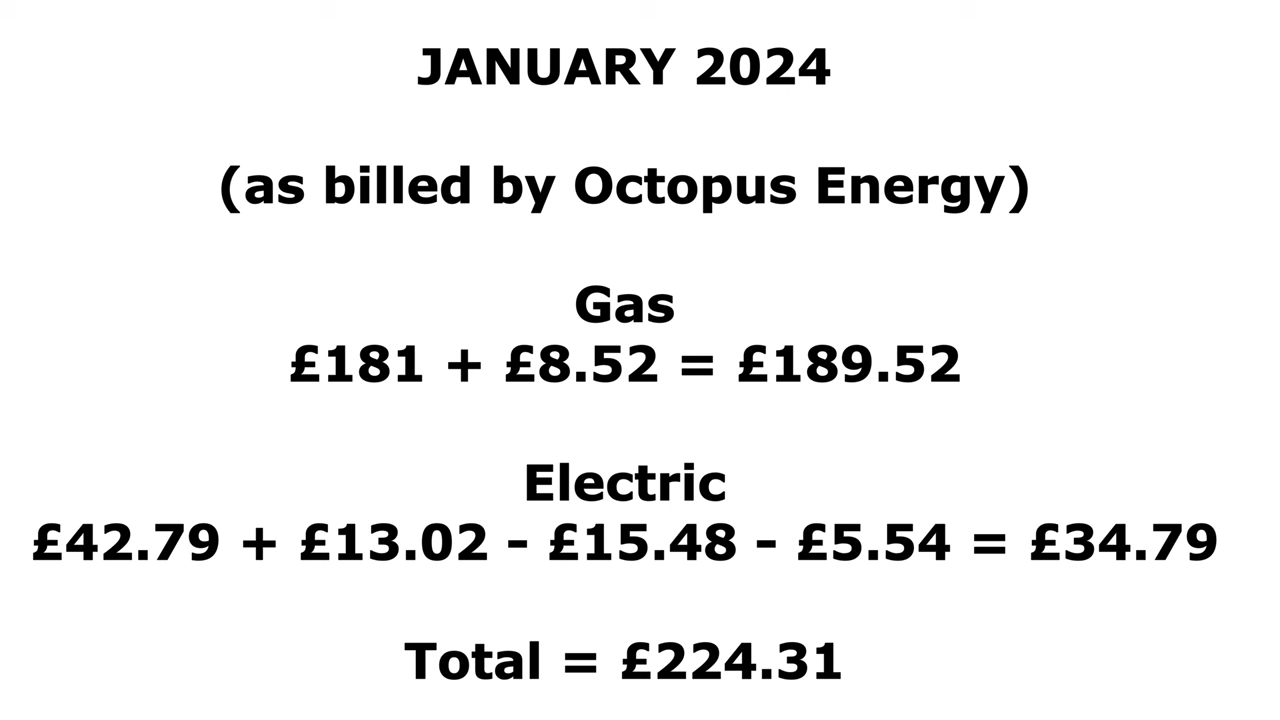 JANUARY 2024
(as billed by Octopus Energy)
Gas
£181 + £8.52 = £189.52
Electric
£42.79 + £13.02 - £15.48 - £5.54 = £34.79
Total = £224.31